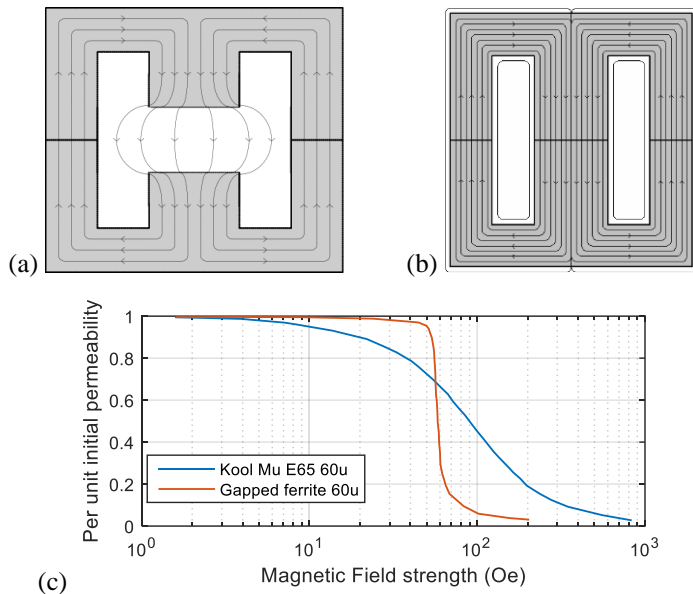 (a)
(b)
Per unit initial permeability
1
0.8
0.6
0.4
0.2
0
Kool Mu E65 60u
Gapped ferrite 60u
10^0
10^1
10^2
10^3
Magnetic Field strength (Oe)
(c)